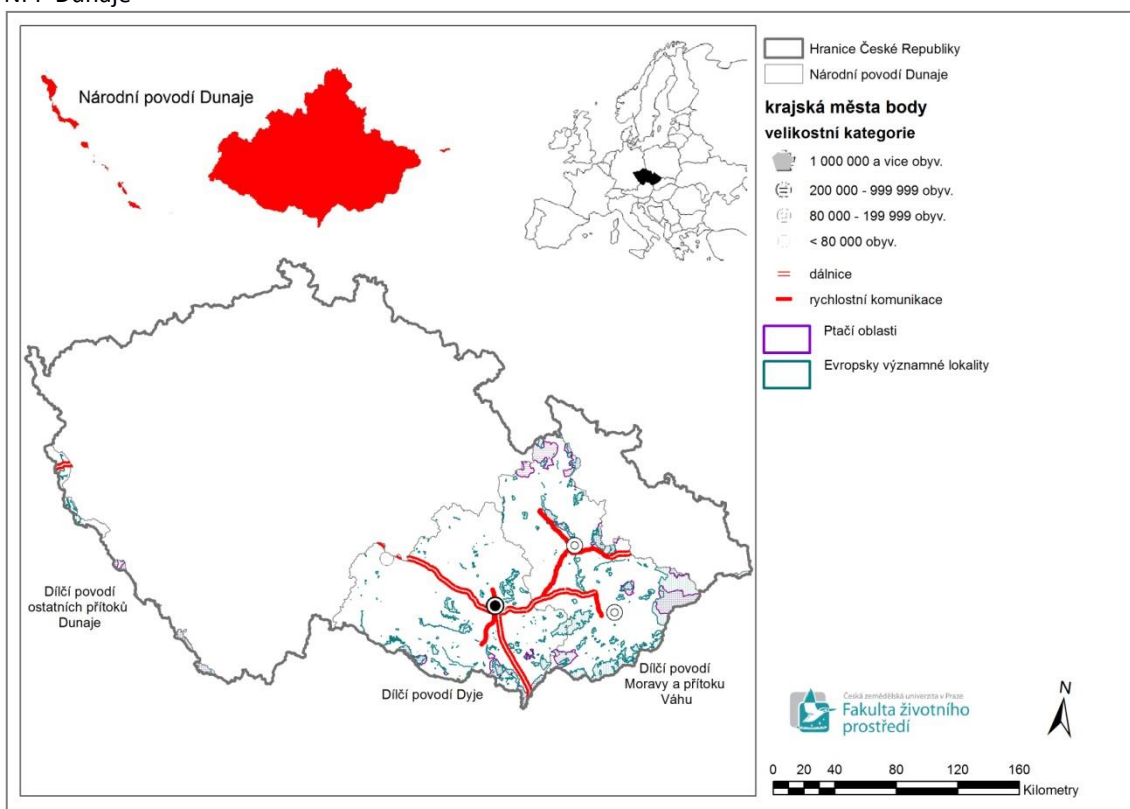 Národní povodí Dunaje
Hranice České Republiky
Národní povodí Dunaje
krajská města body
velikostní kategorie
1 000 000 a vice obyv.
200 000 - 999 999 obyv.
80 000 - 199 999 obyv.
< 80 000 obyv.
dálnice
rychlostní komunikace
Ptačí oblasti
Evropsky významné lokality
Dílčí povodí
ostatních přítoků
Dunaje
Dílčí povodí Dyje
Dílčí povodí
Moravy a přítoku
Váhu
Česká zemědělská univerzita v Praze
Fakulta životního
prostředí
N
0 20 40 80 120 160
Kilometry